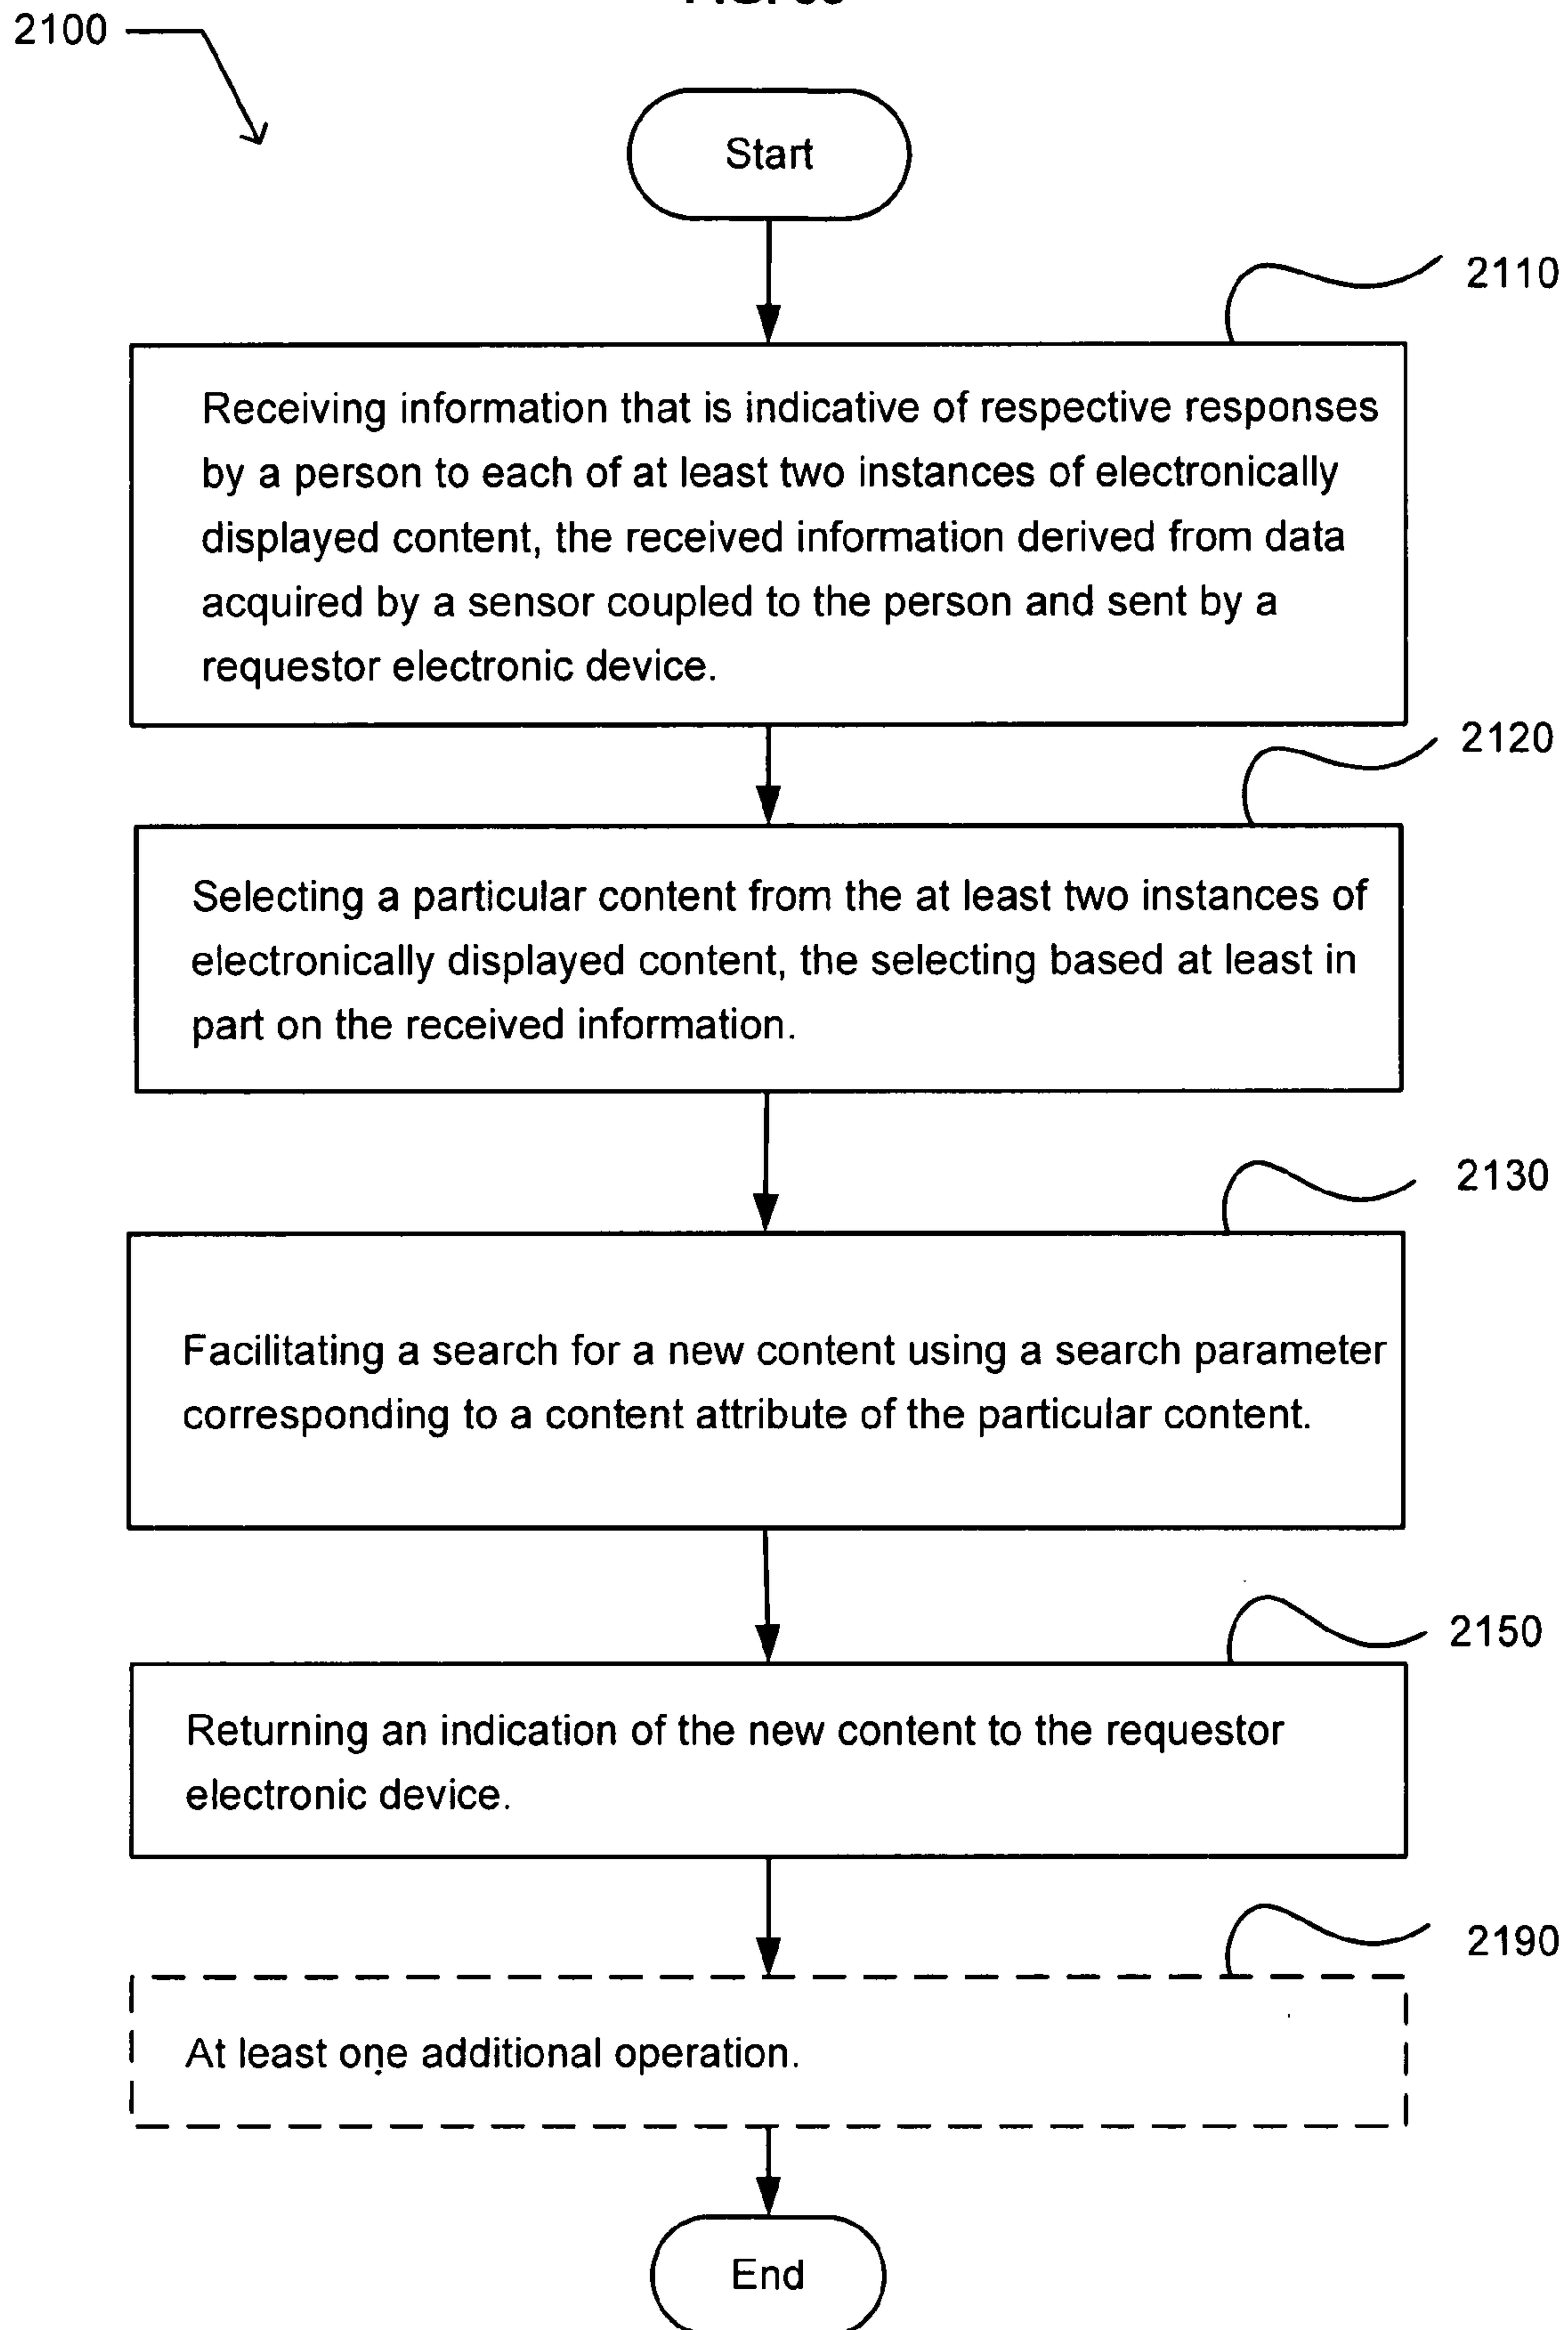 2100
Start
2110
Receiving information that is indicative of respective responses
by a person to each of at least two instances of electronically
displayed content, the received information derived from data
acquired by a sensor coupled to the person and sent by a
requestor electronic device.
2120
Selecting a particular content from the at least two instances of
electronically displayed content, the selecting based at least in
part on the received information.
2130
Facilitating a search for a new content using a search parameter
corresponding to a content attribute of the particular content.
2150
Returning an indication of the new content to the requestor
electronic device.
2190
At least one additional operation.
End